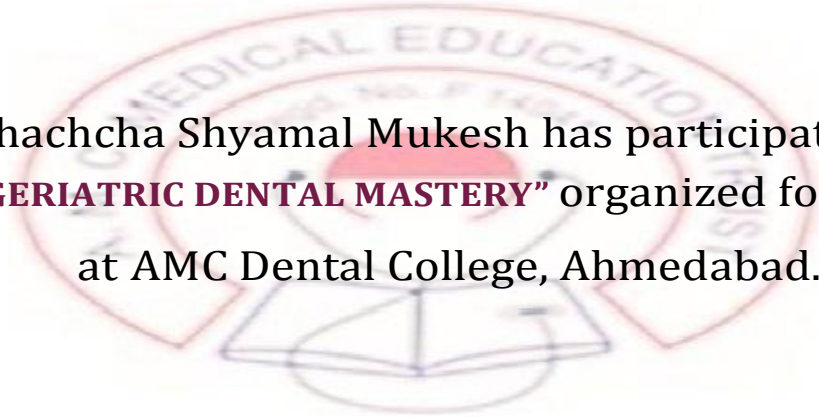 MEDICAL EDUCATIO
hachcha Shyamal Mukesh has participat
GERIATRIC DENTAL MASTERY” organized fo
at AMC Dental College, Ahmedabad.